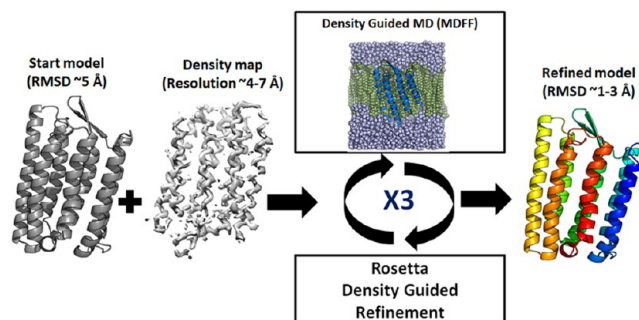 Start model
(RMSD ~5 Å)
Density map
(Resolution ~4-7 Å)
Density Guided MD (MDFF)
X3
Rosetta
Density Guided
Refinement
Refined model
(RMSD ~1-3 Å)